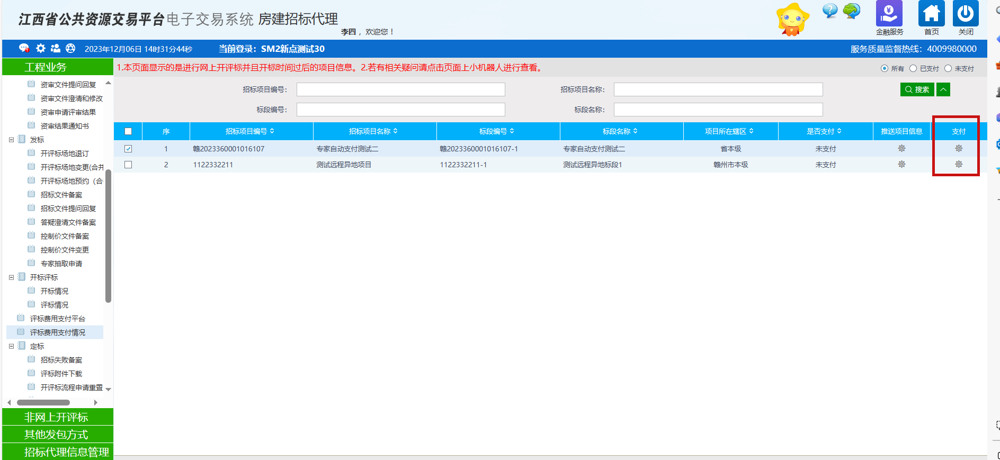 江西省公共资源交易平台电子交易系统 房建招标代理
李四 ，欢迎您！
金融服务
首页
关闭
2023年12月06日 14时31分44秒
当前登录：SM2新点测试30
服务质量监督热线：4009980000
工程业务
1.本页面显示的是进行网上开评标并且开标时间过后的项目信息。2.若有相关疑问请点击页面上小机器人进行查看。
所有 已支付 未支付
招标项目编号：
招标项目名称：
搜索
标段编号：
标段名称：
序 招标项目编号 招标项目名称 标段编号 标段名称 项目所在辖区 是否支付 推送项目信息 支付
1 赣2023360001016107 专家自动支付测试二 赣2023360001016107-1 专家自动支付测试二 省本级 未支付
2 1122332211 测试远程异地项目 1122332211-1 测试远程异地标段1 赣州市本级 未支付
资审文件提问回复
资审文件澄清和修改
资审申请评审结果
资审结果通知书
发标
开评标场地退订
开评标场地变更(合并
开评标场地预约（合
招标文件备案
招标文件提问回复
答疑澄清文件备案
控制价文件备案
控制价文件变更
专家抽取申请
开标评标
开标情况
评标情况
评标费用支付平台
评标费用支付情况
定标
招标失败备案
评标附件下载
开评标流程申请重置
非网上开评标
其他发包方式
招标代理信息管理